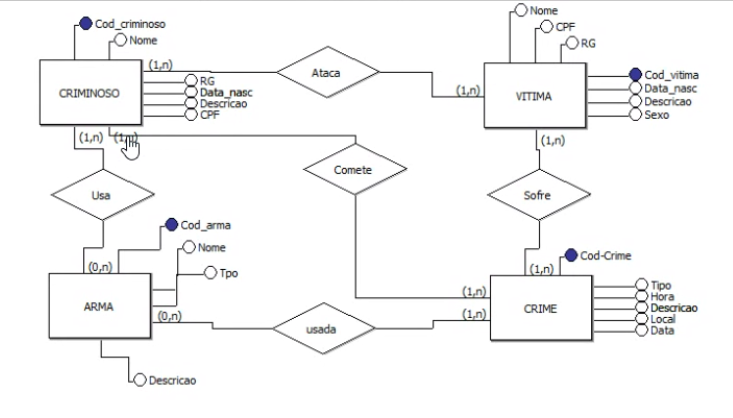 Cod_criminoso
Nome
(1,n)
CRIMINOSO
RG
Data_nasc
Descricao
CPF
Ataca
Nome
CPF
RG
(1,n)
VITIMA
Cod_vitima
Data_nasc
Descricao
Sexo
(1,n)
(1,n)
(1,n)
Usa
Comete
Sofre
Cod_arma
Nome
Tpo
(0,n)
ARMA
(0,n)
Descricao
usada
(1,n)
Cod-Crime
(1,n)
(1,n)
CRIME
Tipo
Hora
Descricao
Local
Data